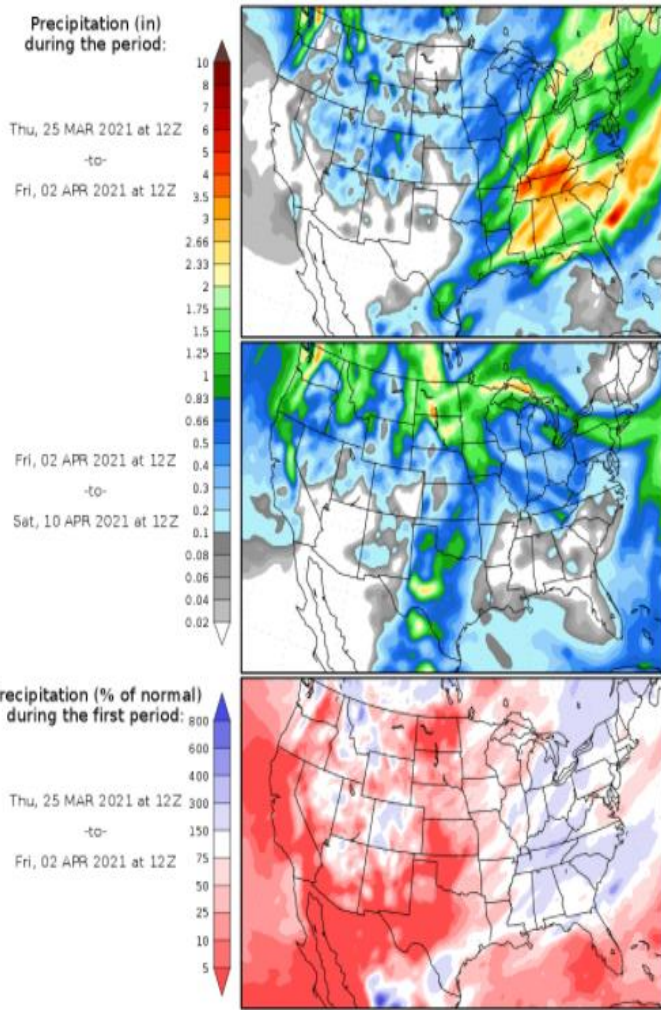 Precipitation (in)
during the period:
Thu, 25 MAR 2021 at 12Z
-to-
Fri, 02 APR 2021 at 12Z
10
8
7
6
5
4
3.5
3
2.66
2.33
2
1.75
1.5
1.25
1
0.83
0.66
0.5
0.4
0.3
0.2
0.1
0.08
0.06
0.04
0.02
Fri, 02 APR 2021 at 12Z
-to-
Sat, 10 APR 2021 at 12Z
recipitation (% of normal)
during the first period:
800
600
400
300
150
75
50
25
10
5
Thu, 25 MAR 2021 at 12Z
-to-
Fri, 02 APR 2021 at 12Z